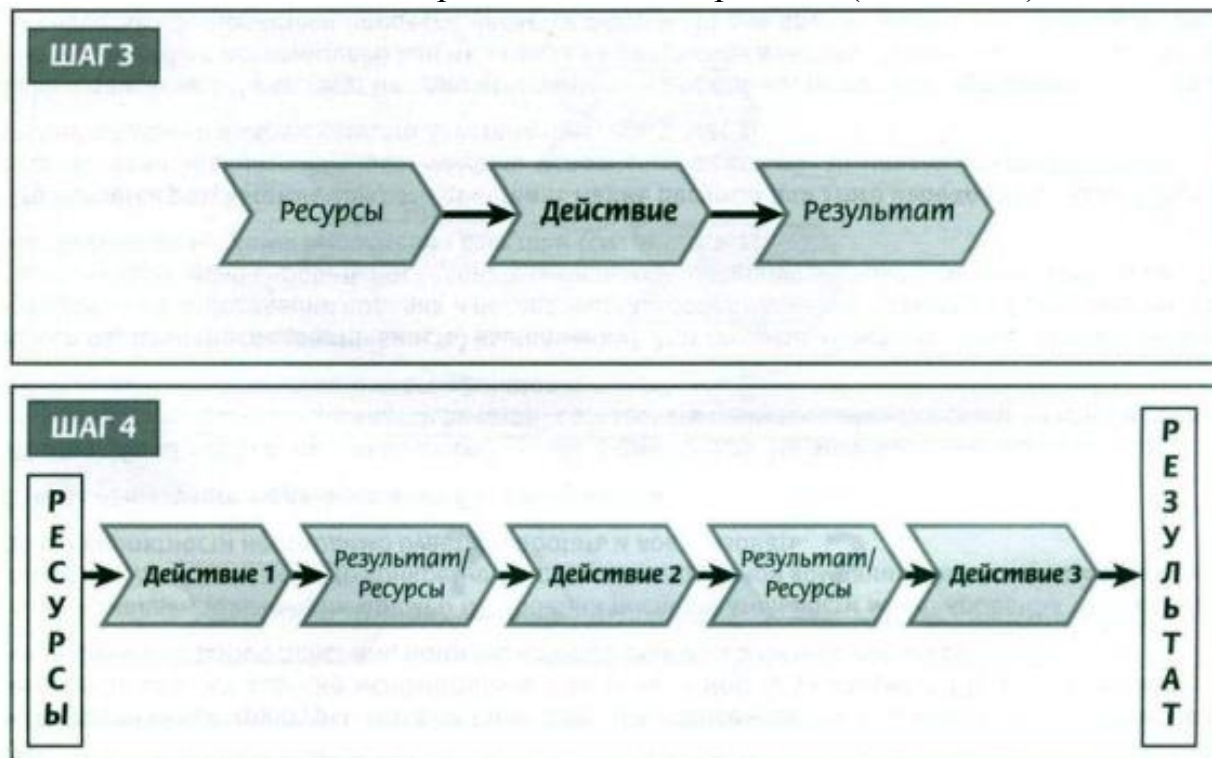 ШАГ 3
Ресурсы
Действие
Результат
ШАГ 4
РЕСУРСЫ
Действие 1
Результат/
Ресурсы
Действие 2
Результат/
Ресурсы
Действие 3
РЕЗУЛЬТАТ